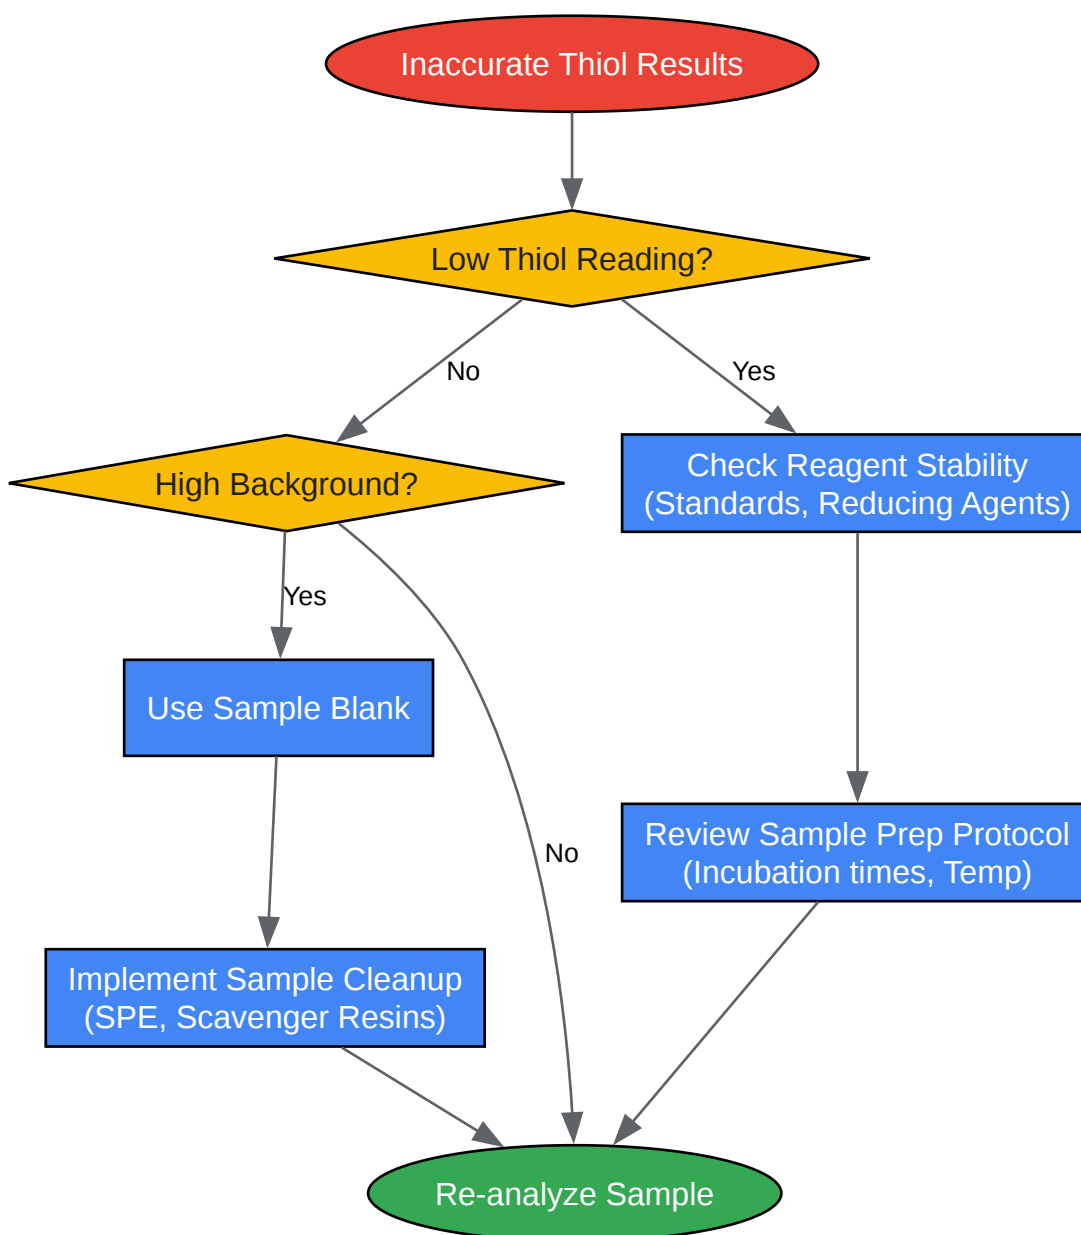 Inaccurate Thiol Results
Low Thiol Reading?
No
Yes
High Background?
Check Reagent Stability
(Standards, Reducing Agents)
Yes
Use Sample Blank
No
Review Sample Prep Protocol
(Incubation times, Temp)
Implement Sample Cleanup
(SPE, Scavenger Resins)
Re-analyze Sample